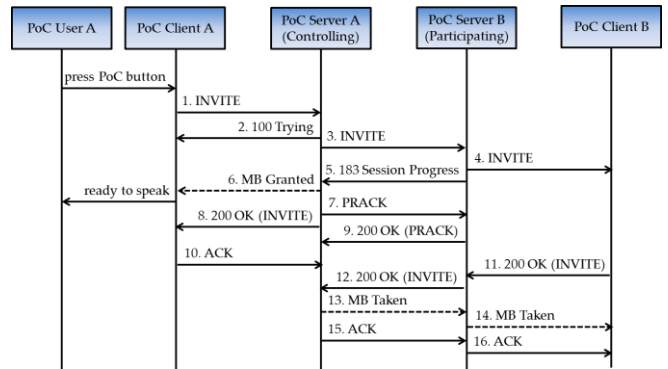 PoC User A
PoC Client A
PoC Server A
(Controlling)
PoC Server B
(Participating)
PoC Client B
press PoC button
1. INVITE
2. 100 Trying
3. INVITE
4. INVITE
5. 183 Session Progress
6. MB Granted
ready to speak
7. PRACK
8. 200 OK (INVITE)
9. 200 OK (PRACK)
10. ACK
11. 200 OK (INVITE)
12. 200 OK (INVITE)
13. MB Taken
14. MB Taken
15. ACK
16. ACK